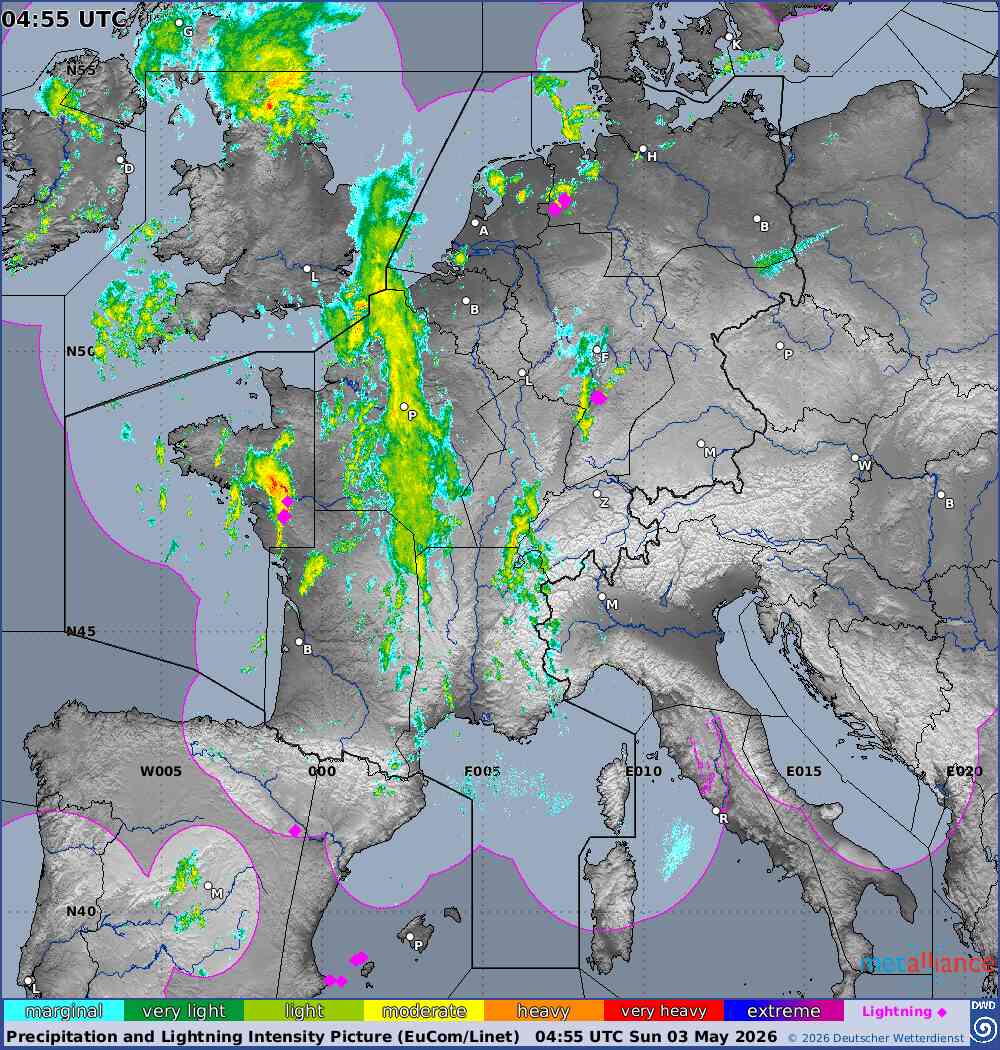 04:55 UTC
G
K
N55
H
D
A
B
L
B
N50
F
P
L
P
M
W
Z
B
M
N45
B
W005
000
E005
E010
E015
E020
R
M
N40
P
L
metalliance
marginal very light light moderate heavy very heavy extreme Lightning ◆ DWD
Precipitation and Lightning Intensity Picture (EuCom/Linet) 04:55 UTC Sun 03 May 2026 © 2026 Deutscher Wetterdienst